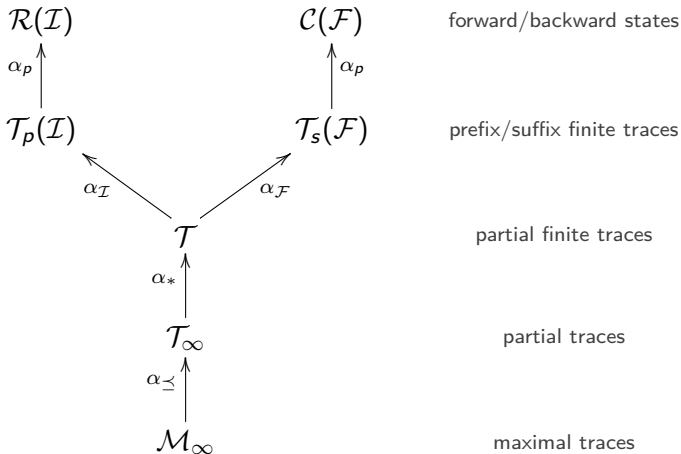 R(I) C(F) forward/backward states
αp αp
Tp(I) Ts(F) prefix/suffix finite traces
αI αF
T partial finite traces
α*
T∞ partial traces
α⪯
M∞ maximal traces